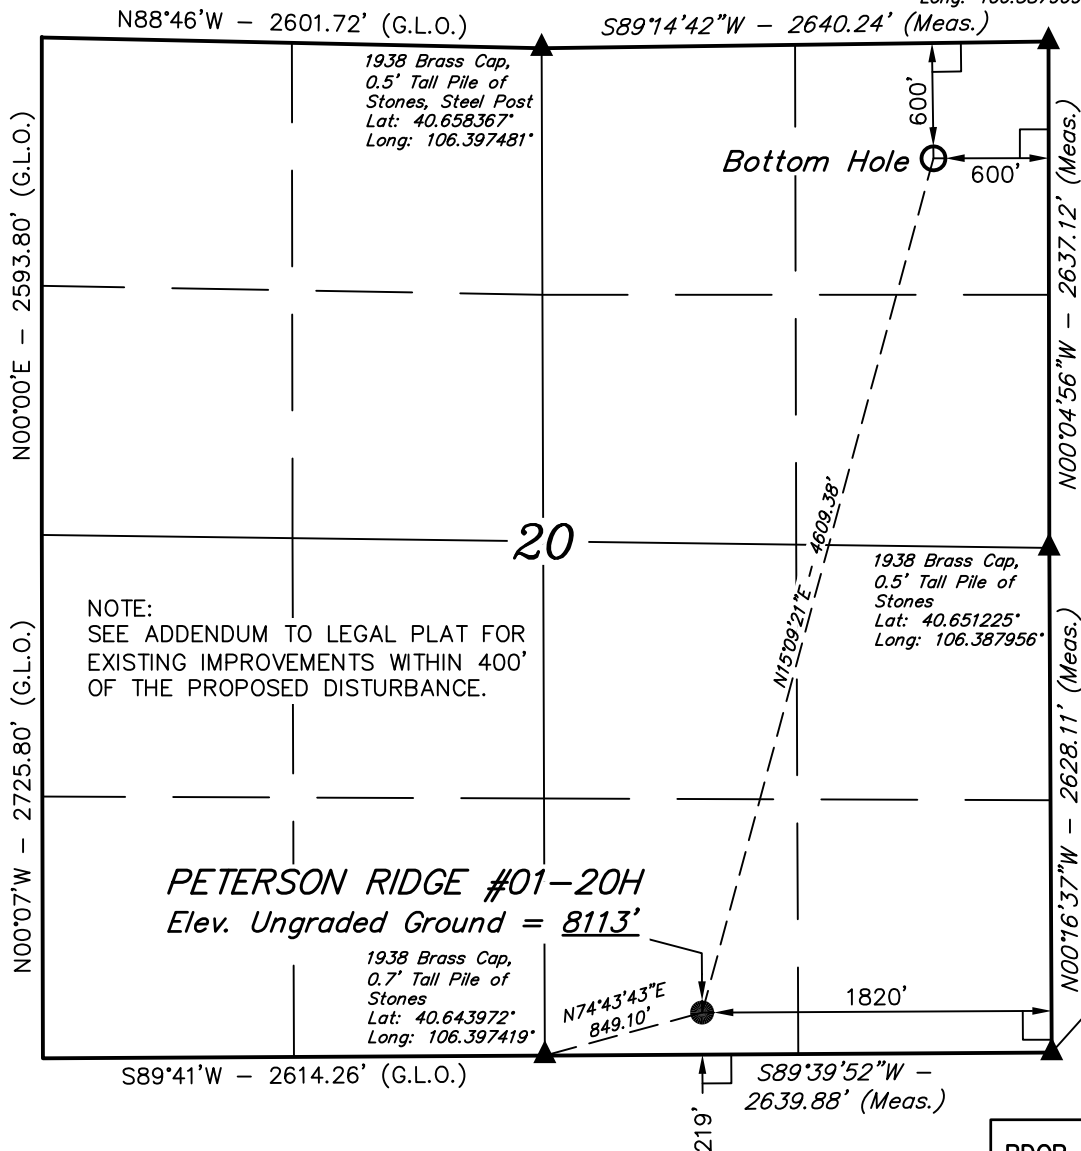 N88°46'W - 2601.72' (G.L.O.)
S89°14'42"W - 2640.24' (Meas.)
1938 Brass Cap,
0.5' Tall Pile of
Stones, Steel Post
Lat: 40.658367°
Long: 106.397481°
600'
Bottom Hole
600'
N00°00'E - 2593.80' (G.L.O.)
N00°04'56"W - 2637.12' (Meas.)
20
N15°09'21"E - 4609.38'
1938 Brass Cap,
0.5' Tall Pile of
Stones
Lat: 40.651225°
Long: 106.387956°
NOTE:
SEE ADDENDUM TO LEGAL PLAT FOR
EXISTING IMPROVEMENTS WITHIN 400'
OF THE PROPOSED DISTURBANCE.
N00°07'W - 2725.80' (G.L.O.)
N00°16'37"W - 2628.11' (Meas.)
PETERSON RIDGE #01-20H
Elev. Ungraded Ground = 8113'
1938 Brass Cap,
0.7' Tall Pile of
Stones
Lat: 40.643972°
Long: 106.397419°
N74°43'43"E
849.10'
1820'
S89°41'W - 2614.26' (G.L.O.)
S89°39'52"W -
2639.88' (Meas.)
219'